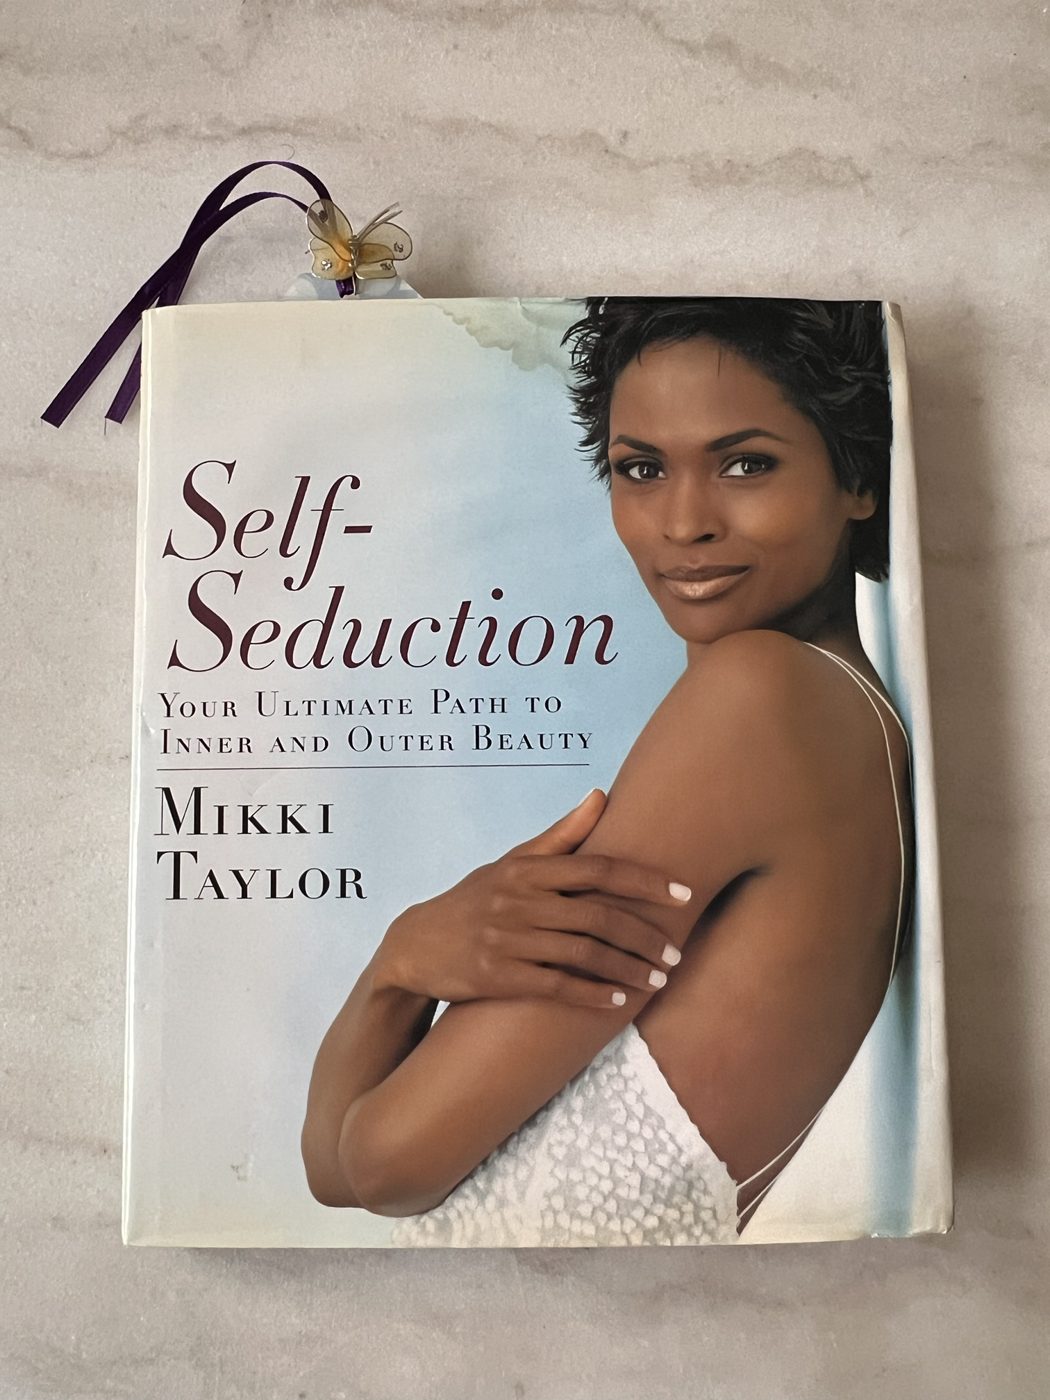 Self-
Seduction
Your Ultimate Path to
Inner and Outer Beauty
Mikki
Taylor